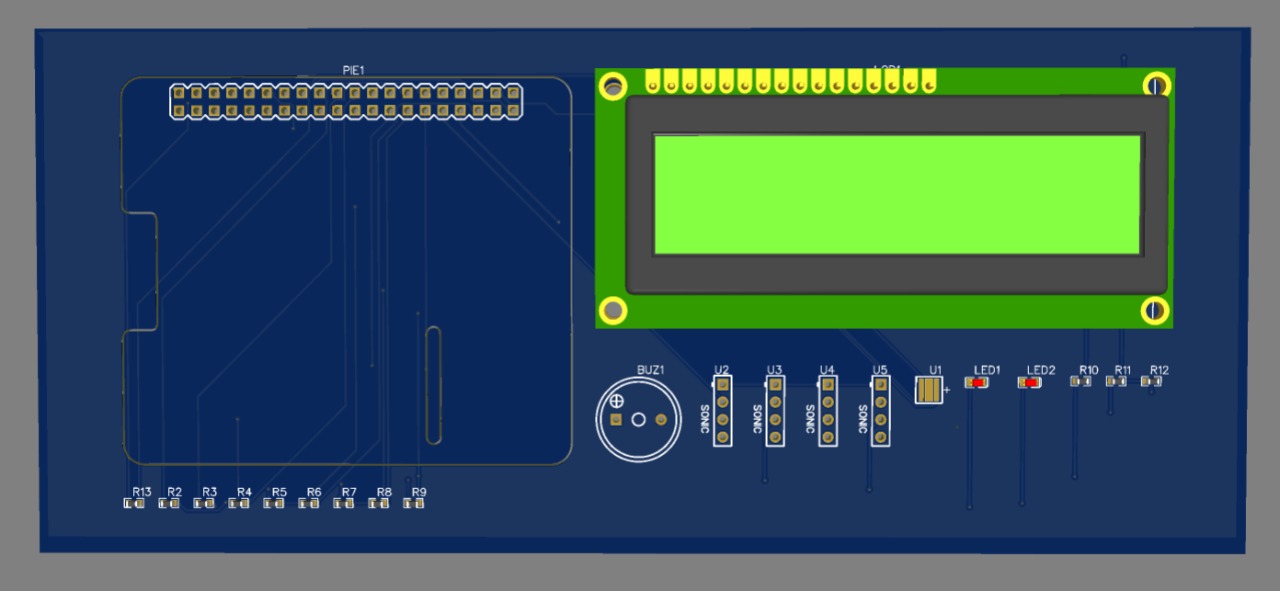 PIE1
BUZ1
U2
U3
U4
U5
U1
LED1
LED2
R10
R11
R12
+
SONIC
SONIC
SONIC
SONIC
R13
R2
R3
R4
R5
R6
R7
R8
R9